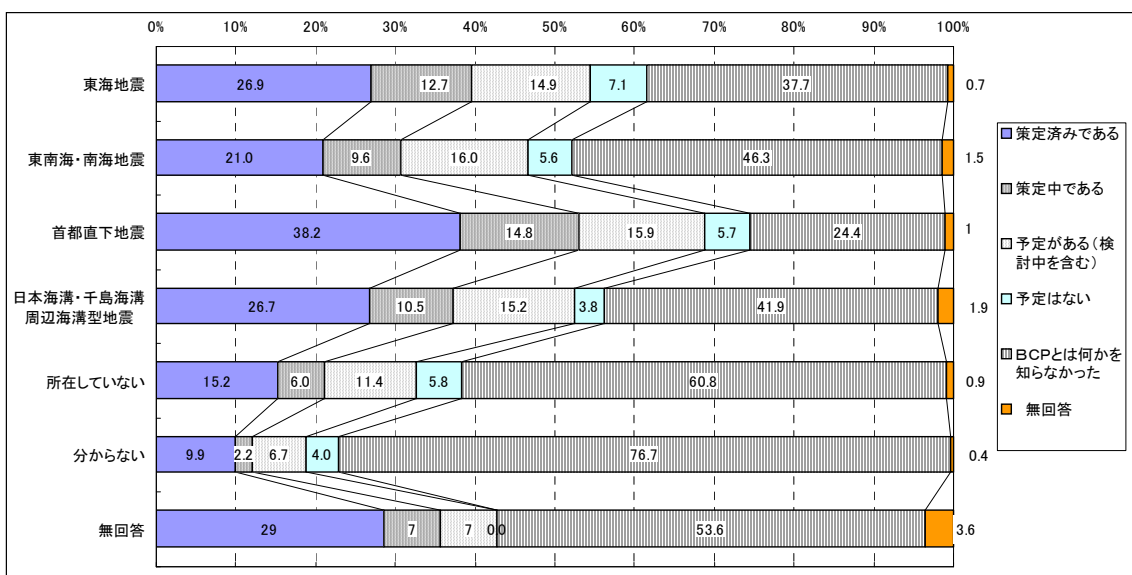 0% 10% 20% 30% 40% 50% 60% 70% 80% 90% 100%
東海地震 26.9 12.7 14.9 7.1 37.7 0.7
東南海・南海地震 21.0 9.6 16.0 5.6 46.3 1.5
首都直下地震 38.2 14.8 15.9 5.7 24.4 1
日本海溝・千島海溝
周辺海溝型地震 26.7 10.5 15.2 3.8 41.9 1.9
所在していない 15.2 6.0 11.4 5.8 60.8 0.9
分からない 9.9 2.2 6.7 4.0 76.7 0.4
無回答 29 7 7 0.0 53.6 3.6
策定済みである
策定中である
予定がある(検
討中を含む)
予定はない
BCPとは何かを
知らなかった
無回答